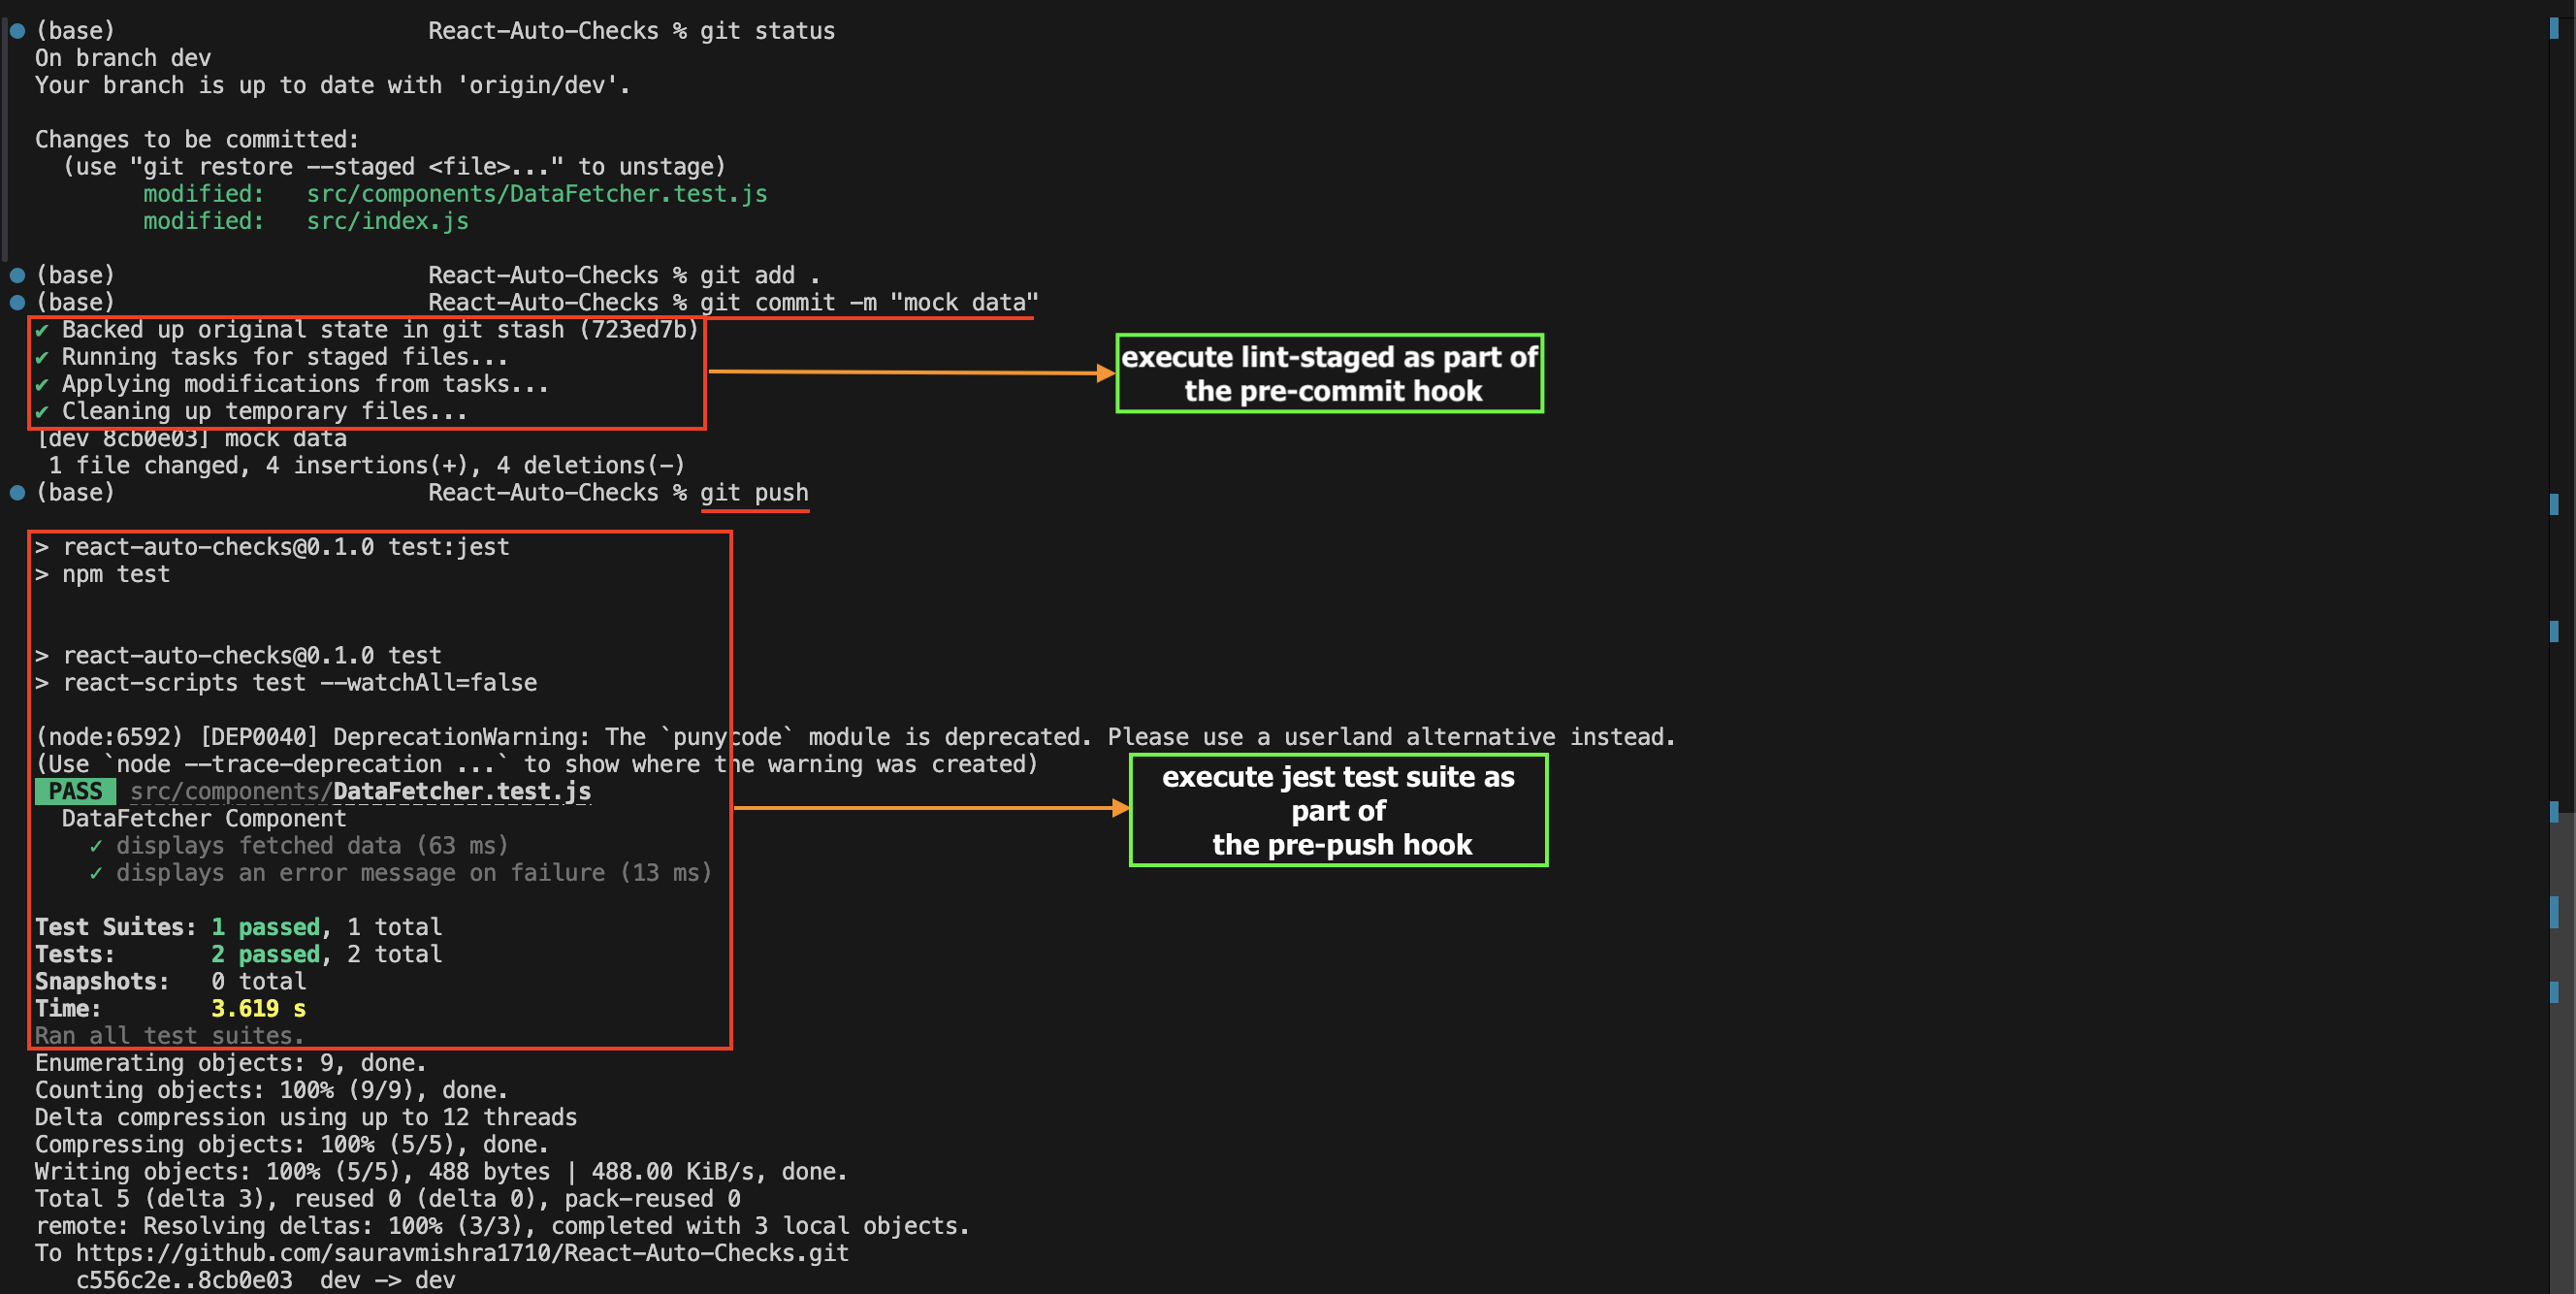 (base) React-Auto-Checks % git status
On branch dev
Your branch is up to date with 'origin/dev'.
Changes to be committed:
(use "git restore --staged <file>..." to unstage)
modified: src/components/DataFetcher.test.js
modified: src/index.js
(base) React-Auto-Checks % git add .
(base) React-Auto-Checks % git commit -m "mock data"
✔ Backed up original state in git stash (723ed7b)
✔ Running tasks for staged files...
✔ Applying modifications from tasks...
✔ Cleaning up temporary files...
execute lint-staged as part of
the pre-commit hook
[dev 8cb0e03] mock data
1 file changed, 4 insertions(+), 4 deletions(-)
(base) React-Auto-Checks % git push
> react-auto-checks@0.1.0 test:jest
> npm test
> react-auto-checks@0.1.0 test
> react-scripts test --watchAll=false
(node:6592) [DEP0040] DeprecationWarning: The `punycode` module is deprecated. Please use a userland alternative instead.
(Use `node --trace-deprecation ...` to show where the warning was created)
PASS src/components/DataFetcher.test.js
DataFetcher Component
✓ displays fetched data (63 ms)
✓ displays an error message on failure (13 ms)
execute jest test suite as
part of
the pre-push hook
Test Suites: 1 passed, 1 total
Tests: 2 passed, 2 total
Snapshots: 0 total
Time: 3.619 s
Ran all test suites.
Enumerating objects: 9, done.
Counting objects: 100% (9/9), done.
Delta compression using up to 12 threads
Compressing objects: 100% (5/5), done.
Writing objects: 100% (5/5), 488 bytes | 488.00 KiB/s, done.
Total 5 (delta 3), reused 0 (delta 0), pack-reused 0
remote: Resolving deltas: 100% (3/3), completed with 3 local objects.
To https://github.com/sauravmishra1710/React-Auto-Checks.git
c556c2e..8cb0e03 dev -> dev